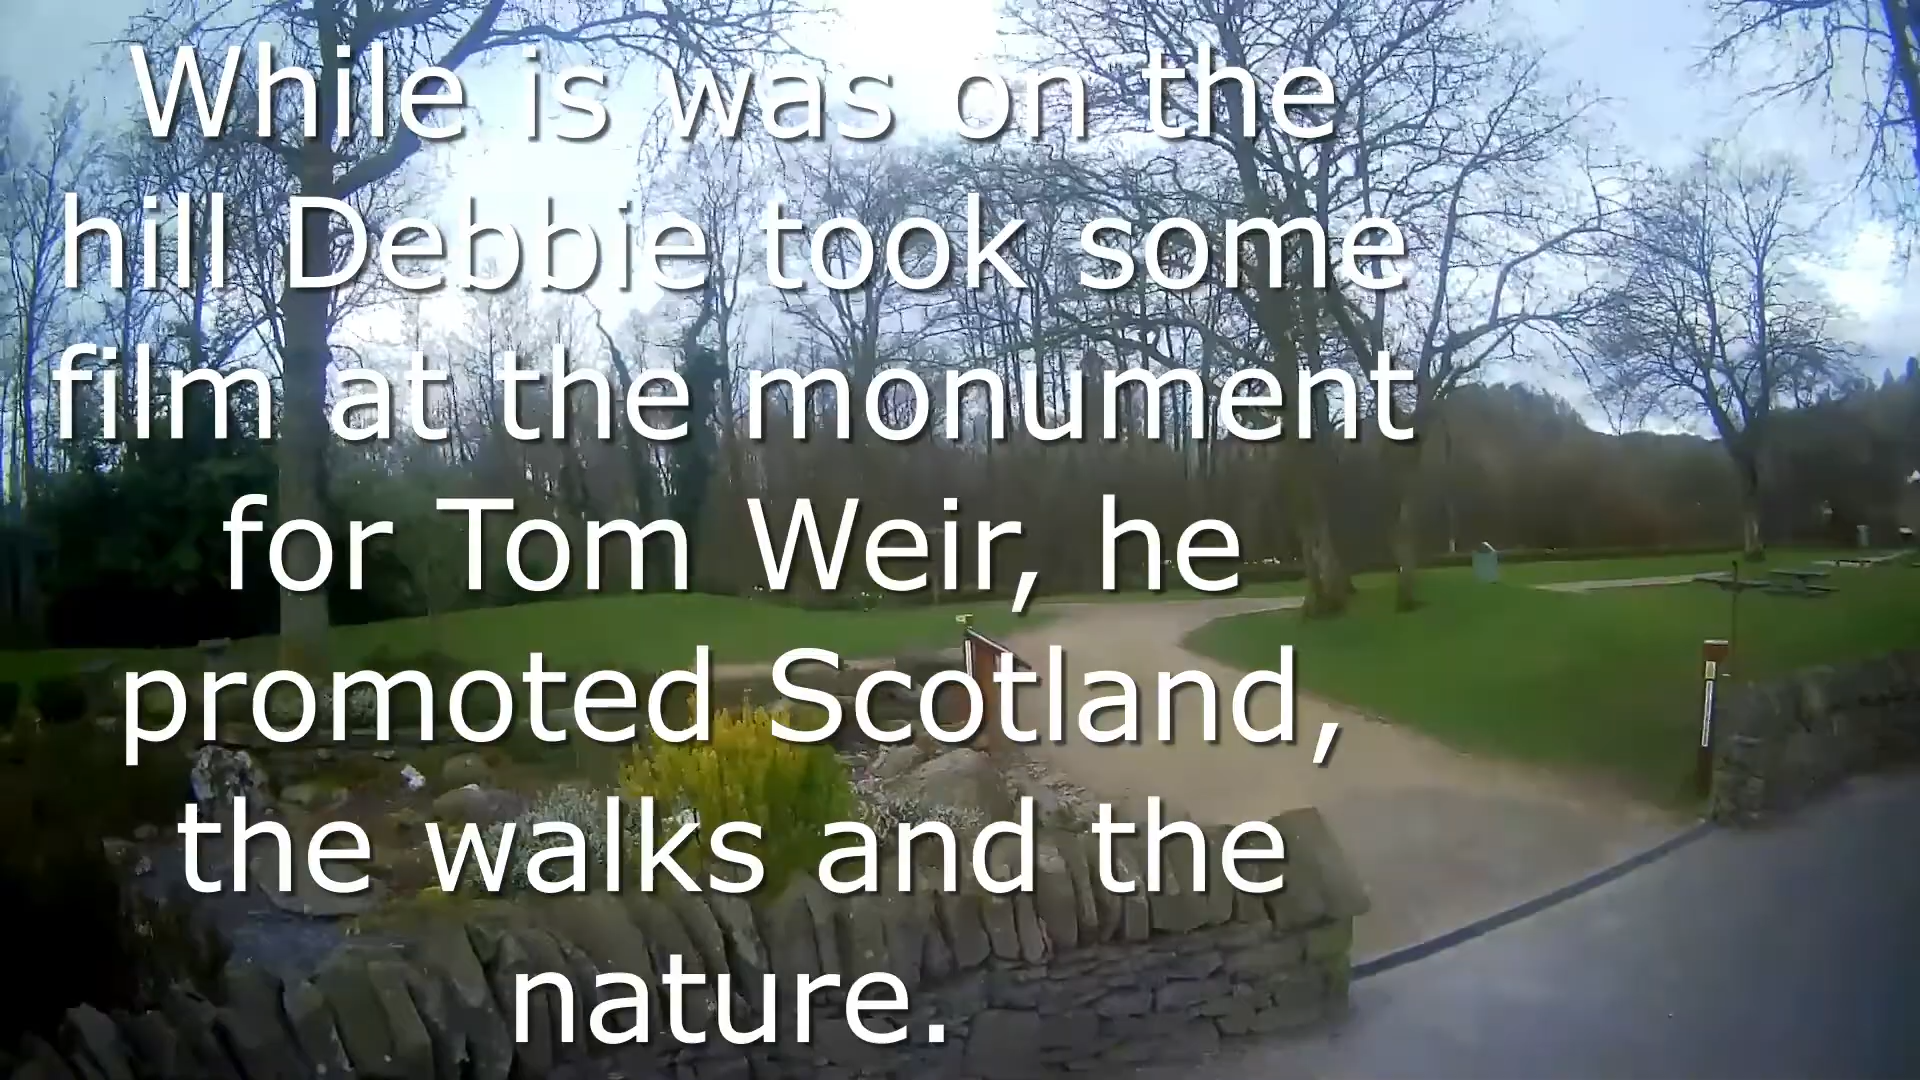 While is was on the
hill Debbie took some
film at the monument
for Tom Weir, he
promoted Scotland,
the walks and the
nature.